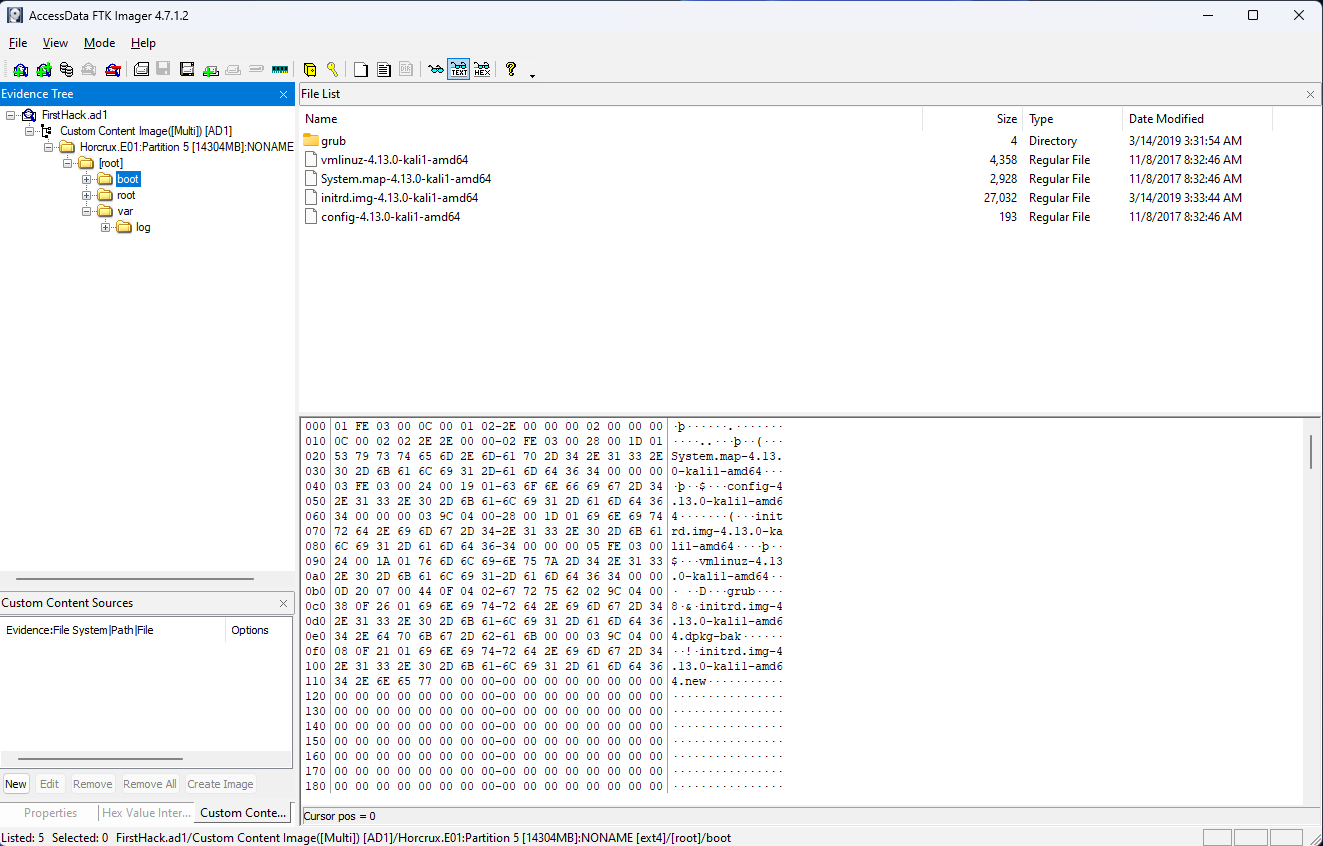 AccessData FTK Imager 4.7.1.2
File View Mode Help
Evidence Tree
FirstHack.ad1
Custom Content Image([Multi]) [AD1]
Horcrux.E01:Partition 5 [14304MB]:NONAME
[root]
boot
root
var
log
File List
Name Size Type Date Modified
grub 4 Directory 3/14/2019 3:31:54 AM
vmlinuz-4.13.0-kali1-amd64 4,358 Regular File 11/8/2017 8:32:46 AM
System.map-4.13.0-kali1-amd64 2,928 Regular File 11/8/2017 8:32:46 AM
initrd.img-4.13.0-kali1-amd64 27,032 Regular File 3/14/2019 3:33:44 AM
config-4.13.0-kali1-amd64 193 Regular File 11/8/2017 8:32:46 AM
000 01 FE 03 00 0C 00 01 02-2E 00 00 00 02 00 00 00 ·þ······.·······
010 0C 00 02 02 2E 2E 00 00-02 FE 03 00 28 00 1D 01 ····..···þ··(···
020 53 79 73 74 65 6D 2E 6D-61 70 2D 34 2E 31 33 2E System.map-4.13.
030 30 2D 6B 61 6C 69 31 2D-61 6D 64 36 34 00 00 00 0-kali1-amd64···
040 03 FE 03 00 24 00 19 01-63 6F 6E 66 69 67 2D 34 ·þ··$···config-4
050 2E 31 33 2E 30 2D 6B 61-6C 69 31 2D 61 6D 64 36 .13.0-kali1-amd6
060 34 00 00 00 03 9C 04 00-28 00 1D 01 69 6E 69 74 4·······(···init
070 72 64 2E 69 6D 67 2D 34-2E 31 33 2E 30 2D 6B 61 rd.img-4.13.0-ka
080 6C 69 31 2D 61 6D 64 36-34 00 00 00 05 FE 03 00 li1-amd64····þ··
090 24 00 1A 01 76 6D 6C 69-6E 75 7A 2D 34 2E 31 33 $···vmlinuz-4.13
0a0 2E 30 2D 6B 61 6C 69 31-2D 61 6D 64 36 34 00 00 .0-kali1-amd64··
0b0 0D 20 07 00 44 0F 04 02-67 72 75 62 02 9C 04 00 · ··D···grub····
0c0 38 0F 26 01 69 6E 69 74-72 64 2E 69 6D 67 2D 34 8·&·initrd.img-4
0d0 2E 31 33 2E 30 2D 6B 61-6C 69 31 2D 61 6D 64 36 .13.0-kali1-amd6
0e0 34 2E 64 70 6B 67 2D 62-61 6B 00 00 03 9C 04 00 4.dpkg-bak······
0f0 08 0F 21 01 69 6E 69 74-72 64 2E 69 6D 67 2D 34 ··!·initrd.img-4
100 2E 31 33 2E 30 2D 6B 61-6C 69 31 2D 61 6D 64 36 .13.0-kali1-amd6
110 34 2E 6E 65 77 00 00 00-00 00 00 00 00 00 00 00 4.new···········
120 00 00 00 00 00 00 00 00-00 00 00 00 00 00 00 00 ················
130 00 00 00 00 00 00 00 00-00 00 00 00 00 00 00 00 ················
140 00 00 00 00 00 00 00 00-00 00 00 00 00 00 00 00 ················
150 00 00 00 00 00 00 00 00-00 00 00 00 00 00 00 00 ················
160 00 00 00 00 00 00 00 00-00 00 00 00 00 00 00 00 ················
170 00 00 00 00 00 00 00 00-00 00 00 00 00 00 00 00 ················
180 00 00 00 00 00 00 00 00-00 00 00 00 00 00 00 00 ················
Cursor pos = 0
Custom Content Sources
Evidence:File System|Path|File Options
New Edit Remove Remove All Create Image
Properties Hex Value Inter... Custom Conte...
Listed: 5 Selected: 0 FirstHack.ad1/Custom Content Image([Multi]) [AD1]/Horcrux.E01:Partition 5 [14304MB]:NONAME [ext4]/[root]/boot